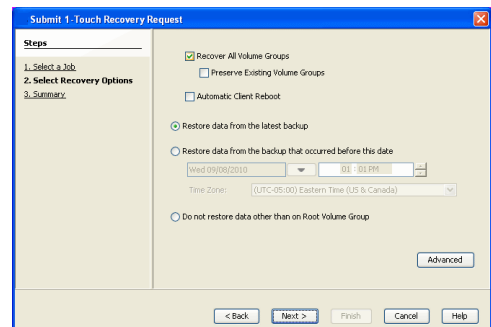 Submit 1-Touch Recovery Request
Steps
1. Select a Job
2. Select Recovery Options
3. Summary
Recover All Volume Groups
Preserve Existing Volume Groups
Automatic Client Reboot
Restore data from the latest backup
Restore data from the backup that occurred before this date
Wed 09/08/2010 01 : 01 PM
Time Zone: (UTC-05:00) Eastern Time (US & Canada)
Do not restore data other than on Root Volume Group
Advanced
< Back Next > Finish Cancel Help